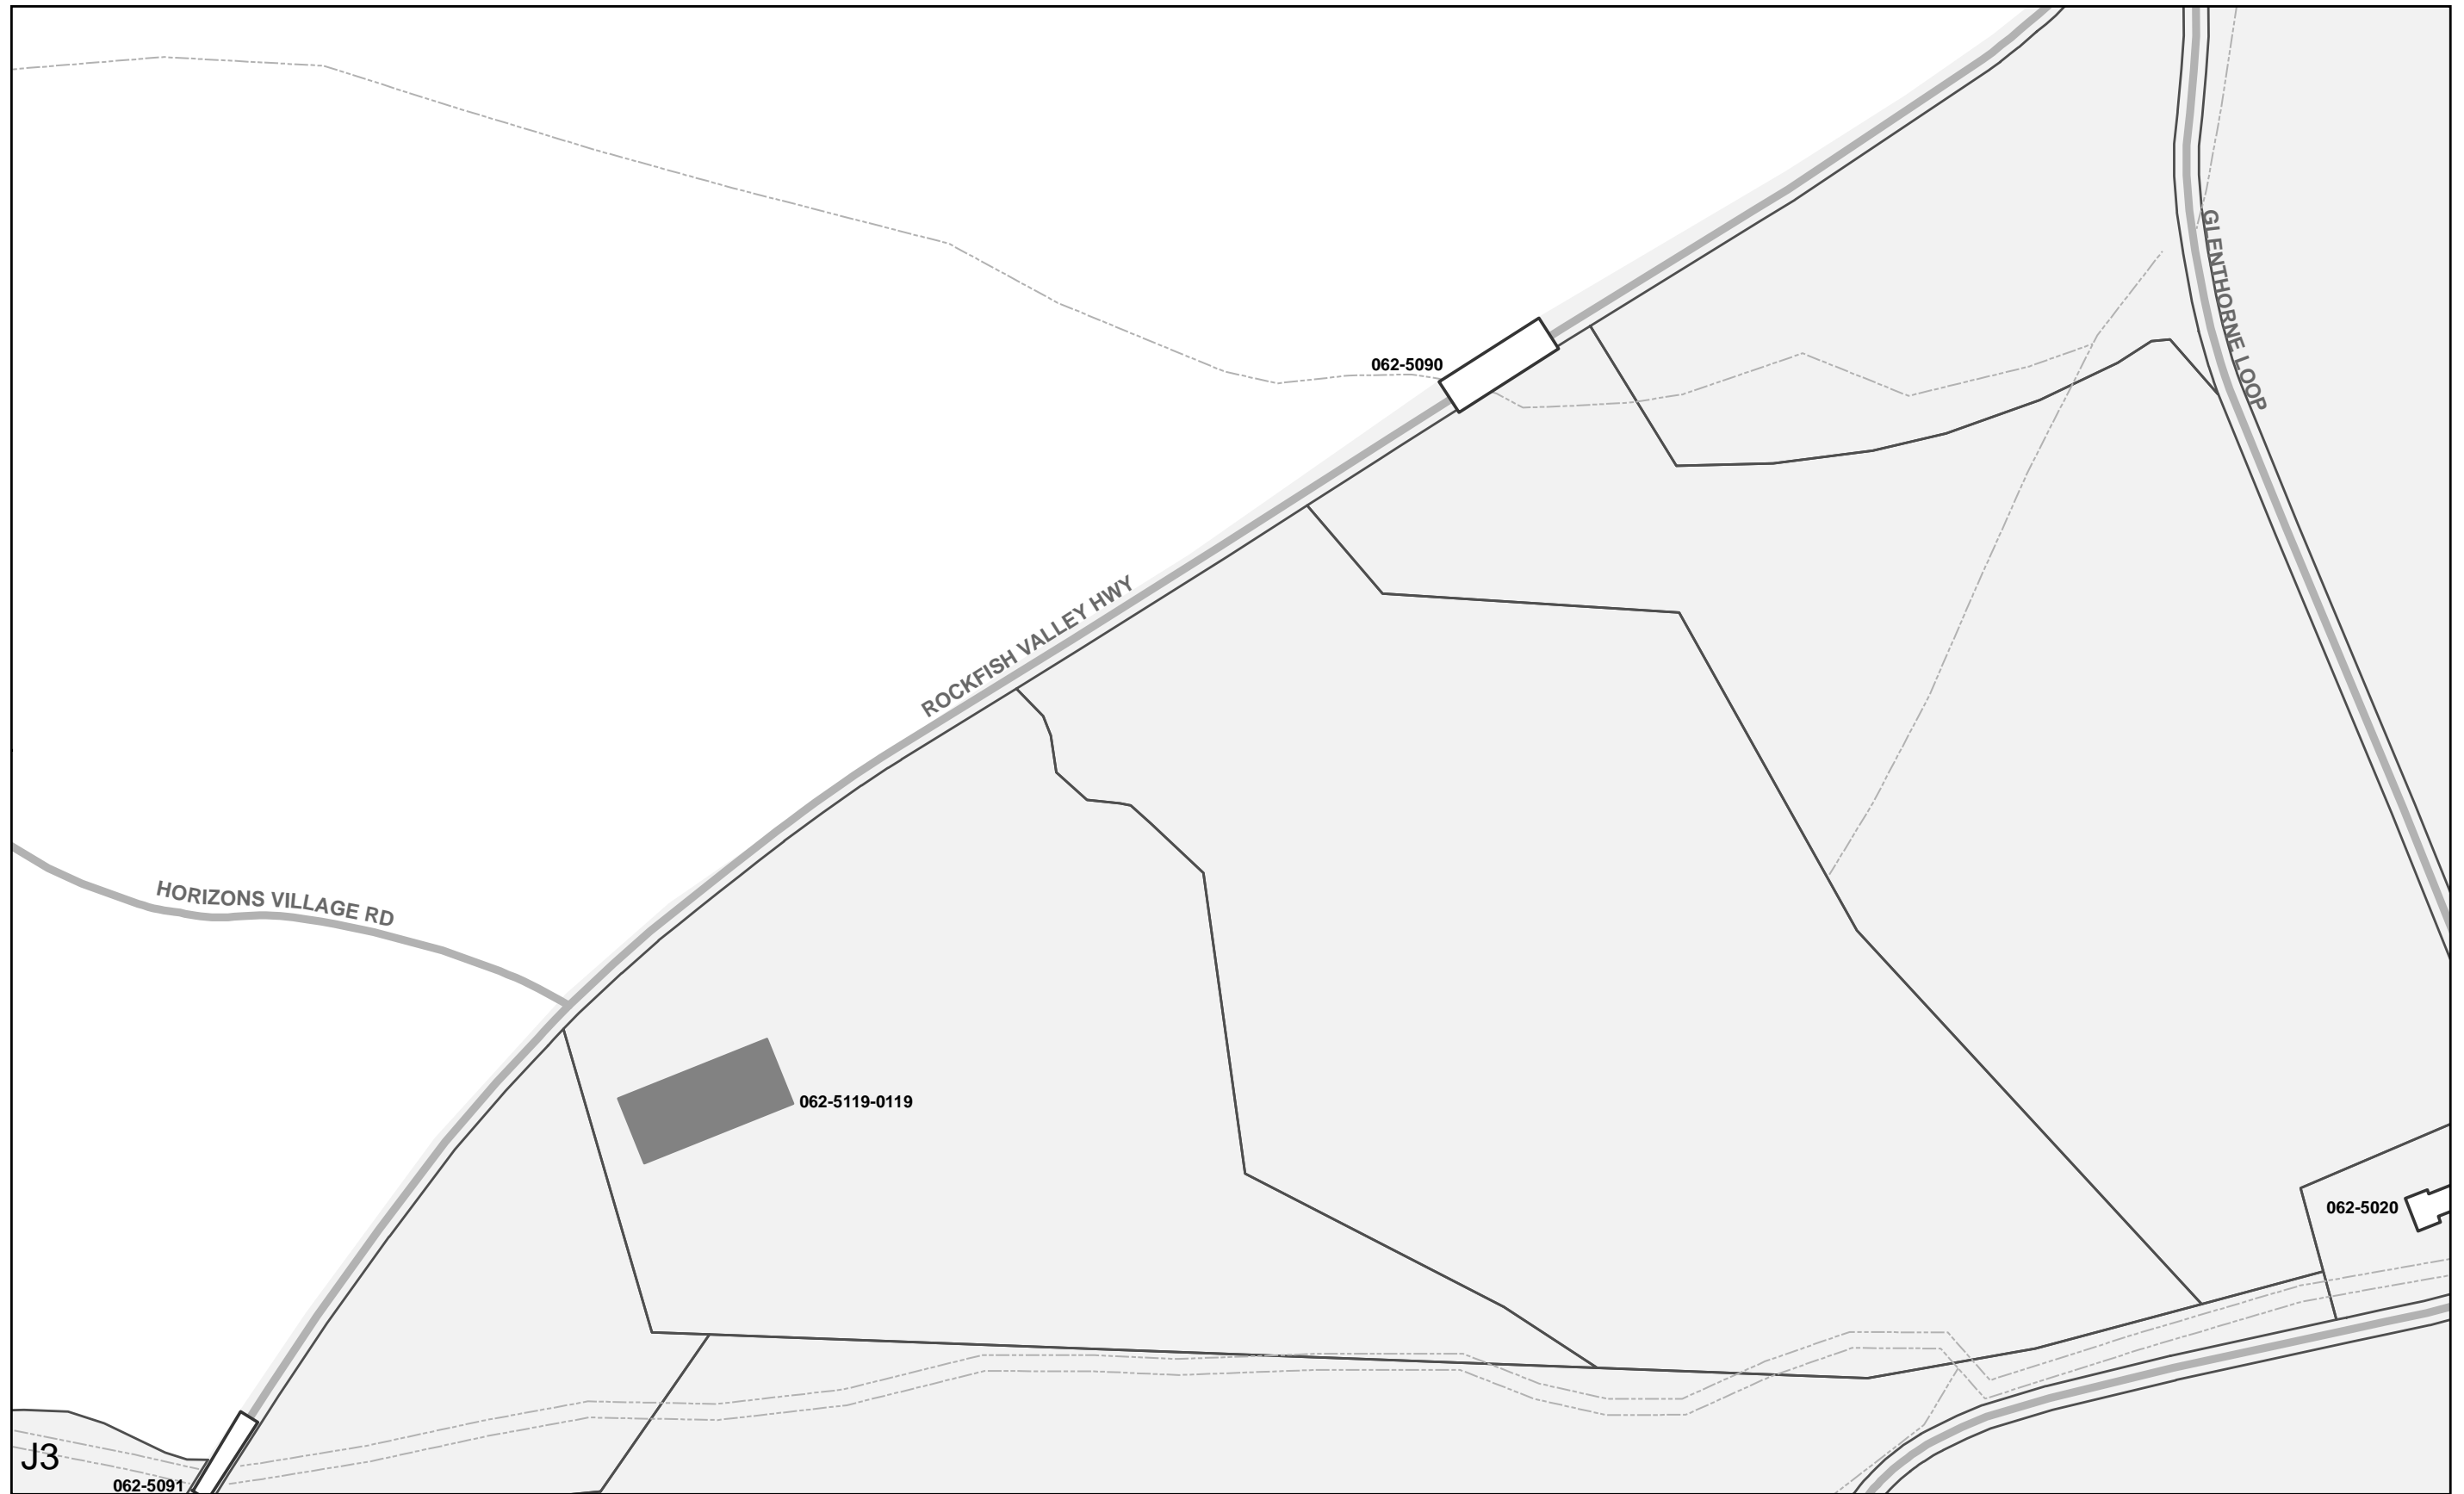 GLENTHORNE LOOP
062-5090
ROCKFISH VALLEY HWY
HORIZONS VILLAGE RD
062-5119-0119
062-5020
J3
062-5091